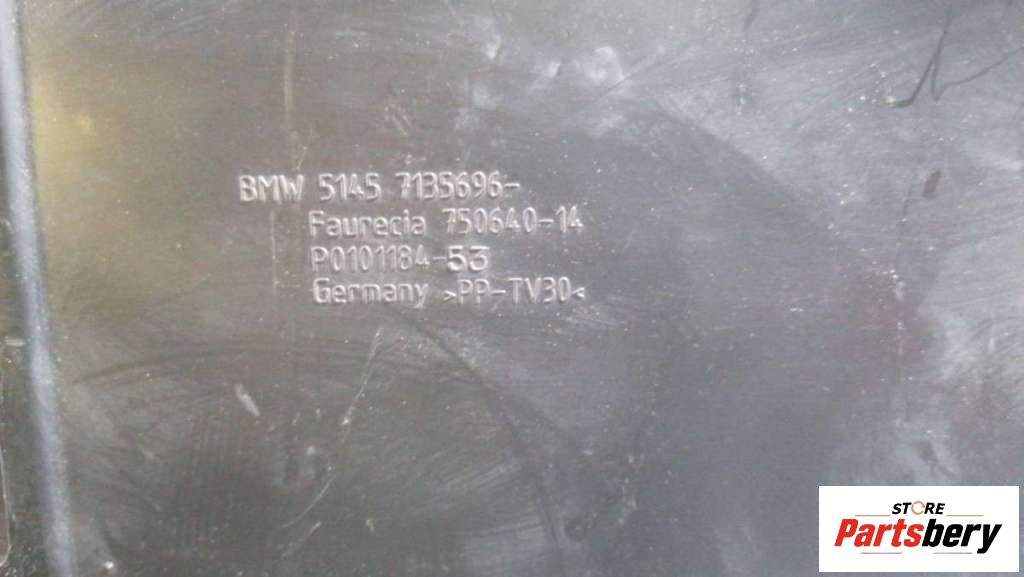 BMW 5145 7135696-
Faurecia 750640-14
P0101184-53
Germany >PP-TV30<
STORE
Partsbery